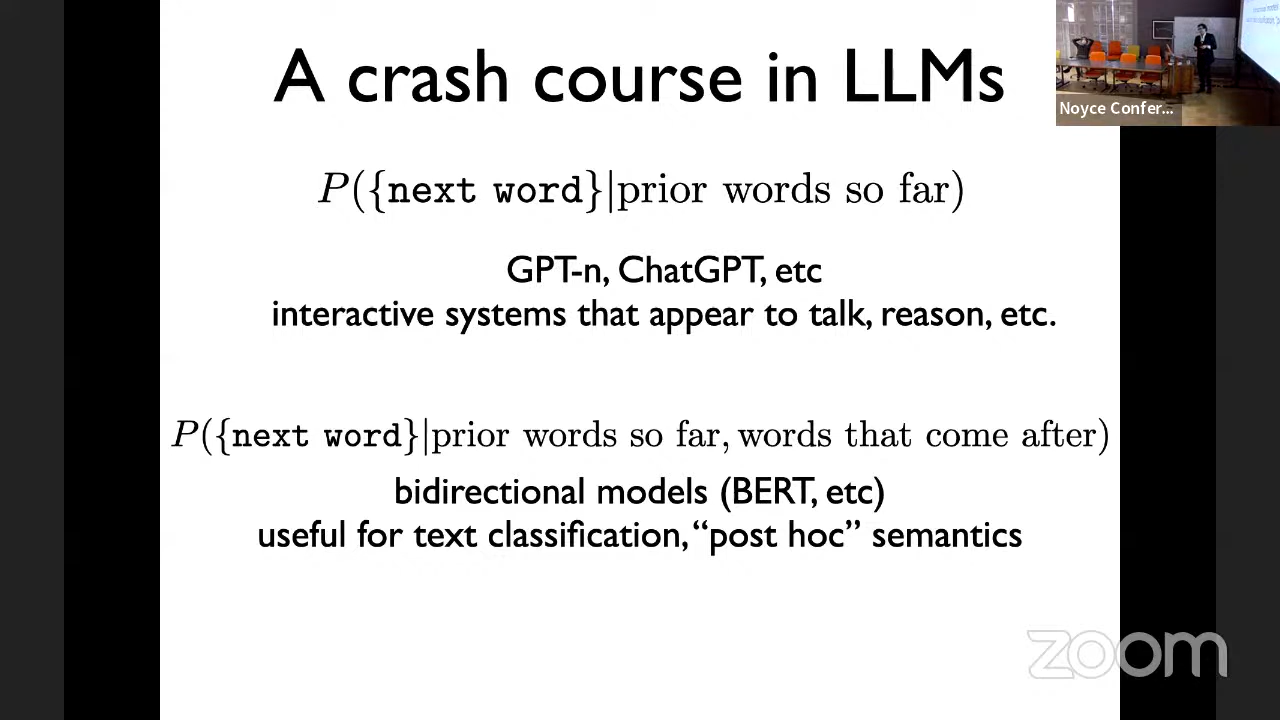 A crash course in LLMs
Noyce Confer...
P({next word}|prior words so far)
GPT-n, ChatGPT, etc
interactive systems that appear to talk, reason, etc.
P({next word}|prior words so far, words that come after)
bidirectional models (BERT, etc)
useful for text classification, “post hoc” semantics
zoom